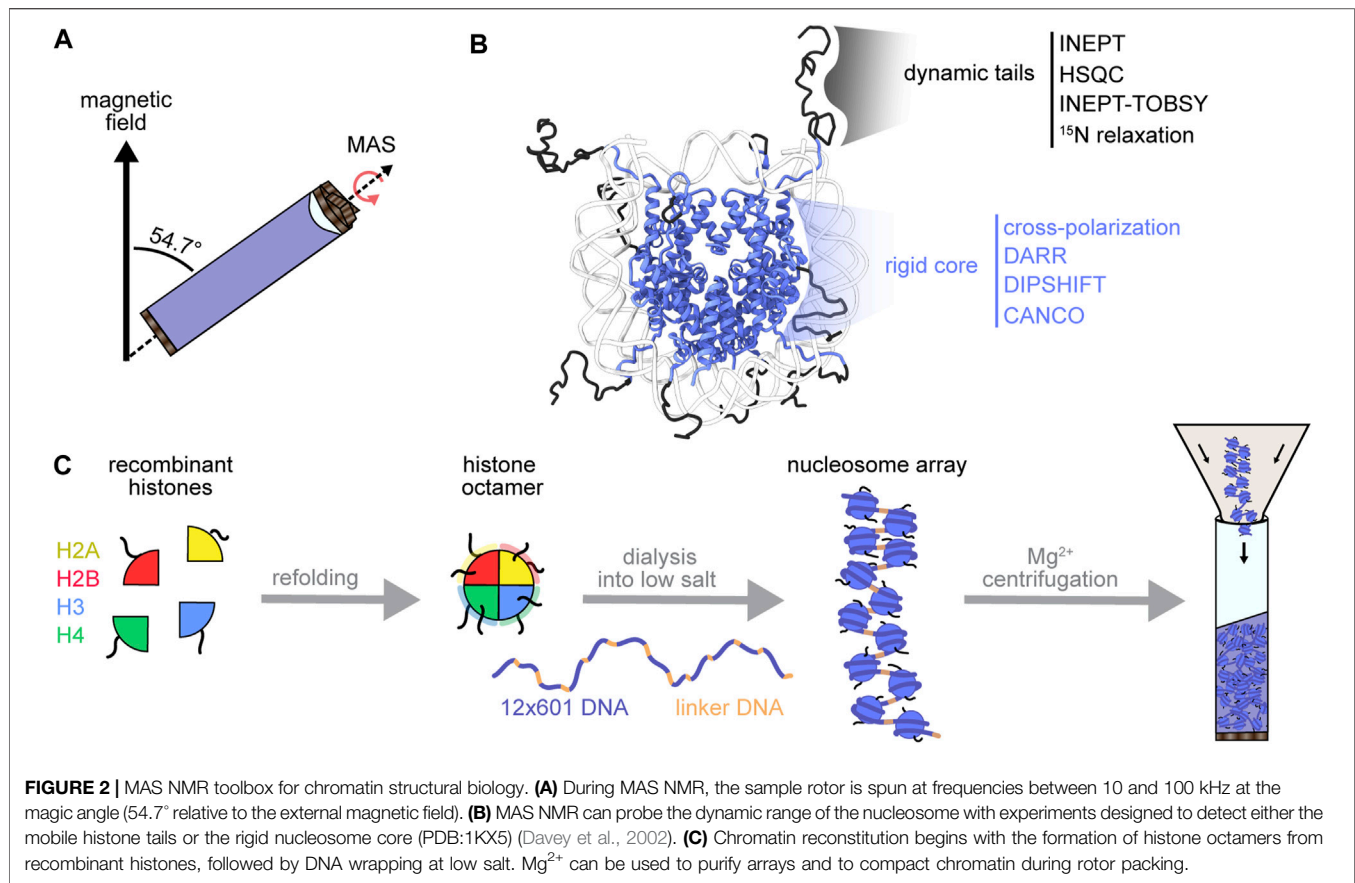 A
magnetic
field
MAS
54.7°
B
dynamic tails
INEPT
HSQC
INEPT-TOBSY
¹⁵N relaxation
rigid core
cross-polarization
DARR
DIPSHIFT
CANCO
C
recombinant
histones
H2A
H2B
H3
H4
refolding
histone
octamer
dialysis
into low salt
12x601 DNA
linker DNA
nucleosome array
Mg²⁺
centrifugation
FIGURE 2 | MAS NMR toolbox for chromatin structural biology. (A) During MAS NMR, the sample rotor is spun at frequencies between 10 and 100 kHz at the
magic angle (54.7° relative to the external magnetic field). (B) MAS NMR can probe the dynamic range of the nucleosome with experiments designed to detect either the
mobile histone tails or the rigid nucleosome core (PDB:1KX5) (Davey et al., 2002). (C) Chromatin reconstitution begins with the formation of histone octamers from
recombinant histones, followed by DNA wrapping at low salt. Mg²⁺ can be used to purify arrays and to compact chromatin during rotor packing.